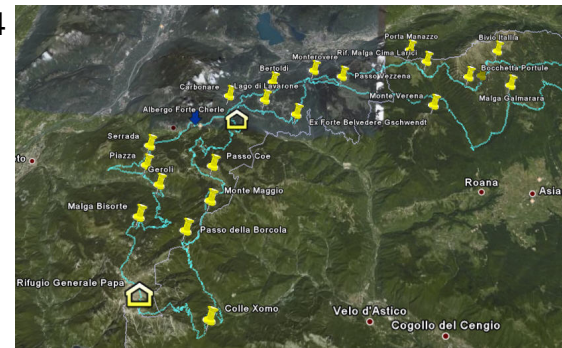 4
Porta Manazzo
Bivio Italia
Monterovere
Rif. Malga Cima Larici
Bertoldi
Passo Vezzena
Bocchetta Portule
Carbonare
Lago di Lavarone
Monte Verena
Malga Galmarara
Albergo Forte Cherle
Ex Forte Belvedere Gschwendt
Serrada
Piazza
Passo Coe
to
Geroli
Roana
Asia
Monte Maggio
Malga Bisorte
Passo della Borcola
Rifugio Generale Papa
Colle Xomo
Velo d'Astico
Cogollo del Cengio